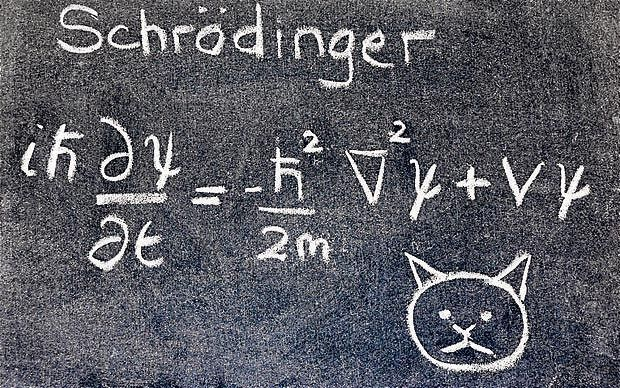 Schrödinger
iħ ∂ψ/∂t = -ħ²/2m ∇²ψ + Vψ